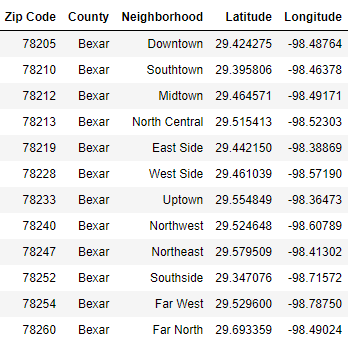 Zip Code County Neighborhood Latitude Longitude
78205 Bexar Downtown 29.424275 -98.48764
78210 Bexar Southtown 29.395806 -98.46378
78212 Bexar Midtown 29.464571 -98.49171
78213 Bexar North Central 29.515413 -98.52303
78219 Bexar East Side 29.442150 -98.38869
78228 Bexar West Side 29.461039 -98.57190
78233 Bexar Uptown 29.554849 -98.36473
78240 Bexar Northwest 29.524648 -98.60789
78247 Bexar Northeast 29.579509 -98.41302
78252 Bexar Southside 29.347076 -98.71572
78254 Bexar Far West 29.529600 -98.78750
78260 Bexar Far North 29.693359 -98.49024